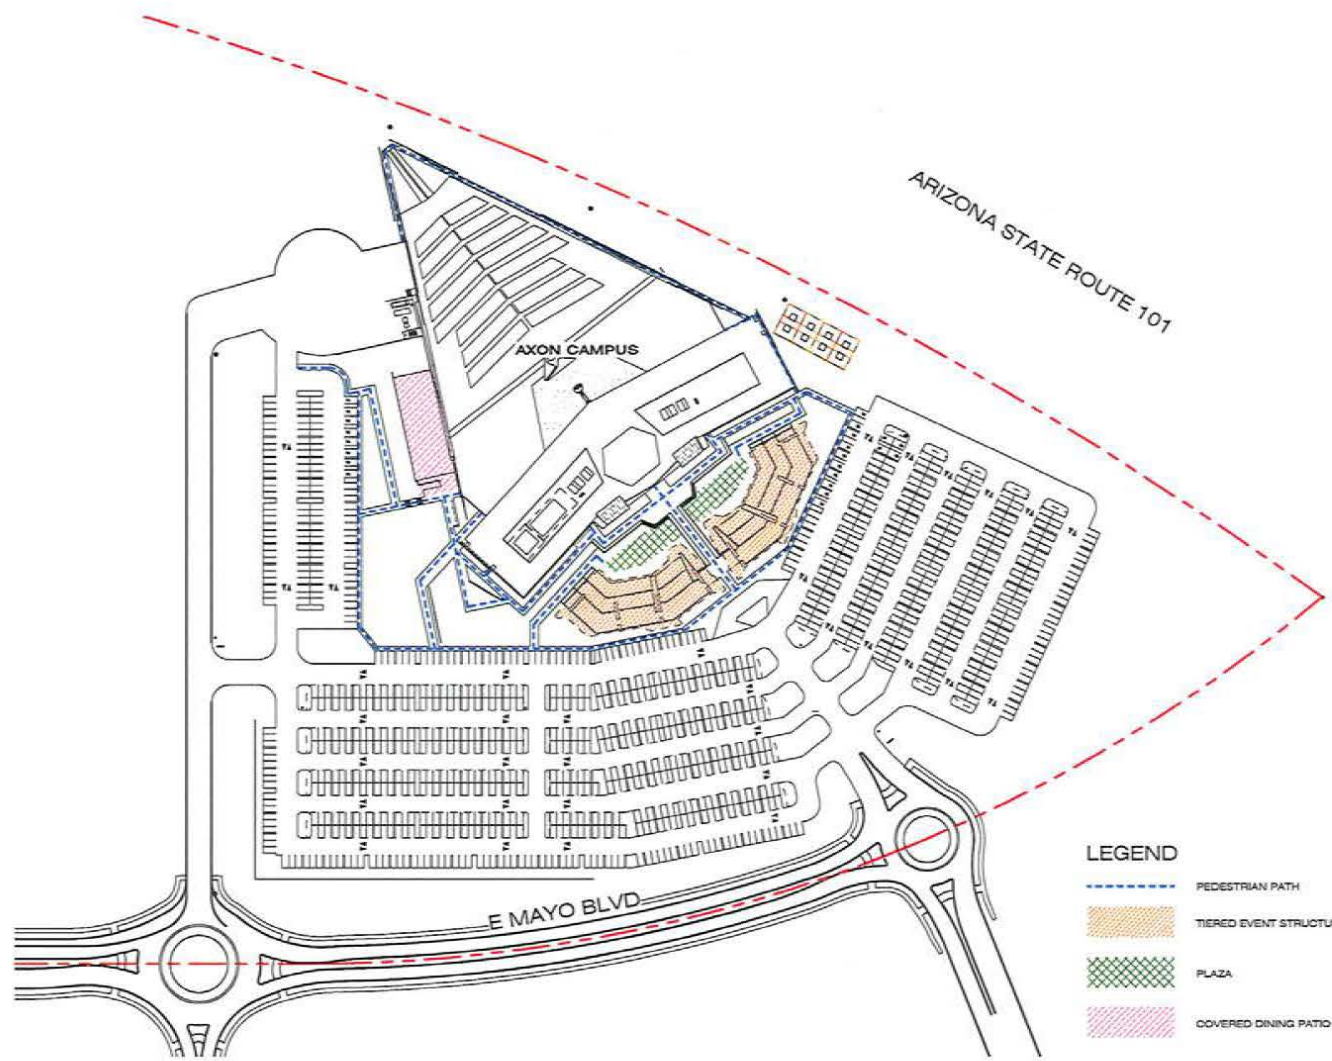 ARIZONA STATE ROUTE 101
AXON CAMPUS
E MAYO BLVD
LEGEND
PEDESTRIAN PATH
TIERED EVENT STRUCTU
PLAZA
COVERED DINING PATIO